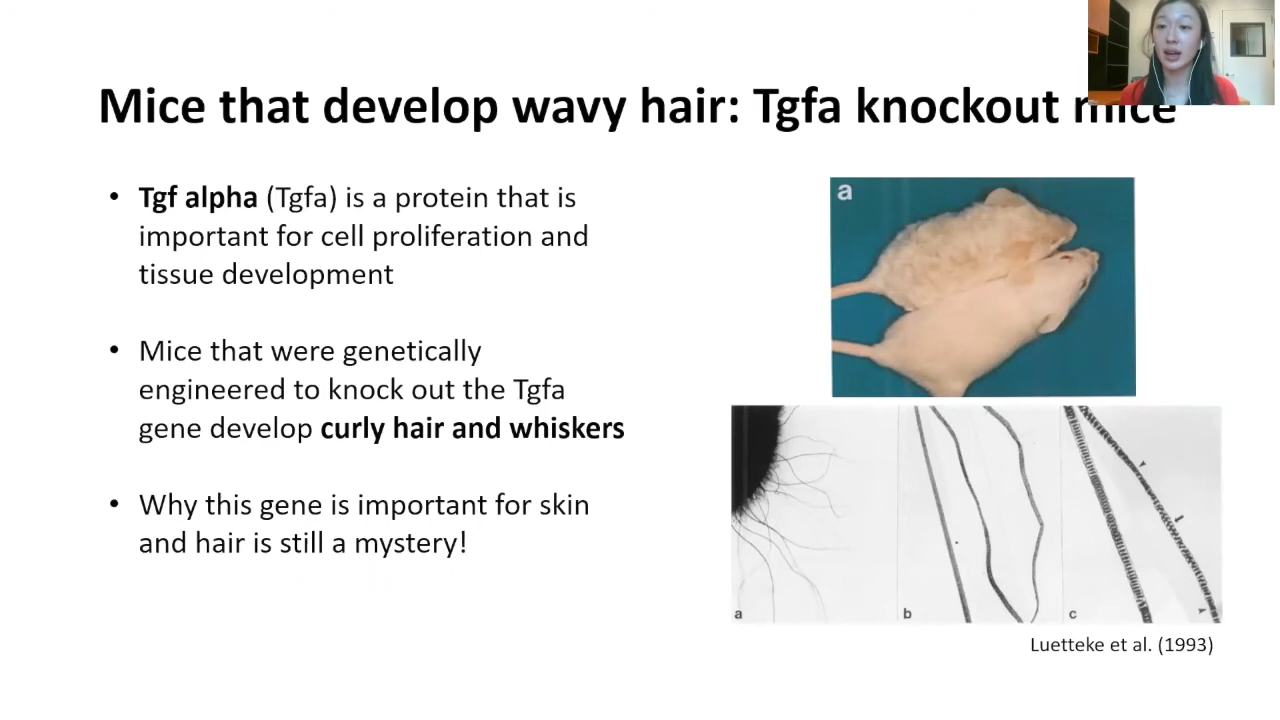 Mice that develop wavy hair: Tgfa knockout mice
• Tgf alpha (Tgfa) is a protein that is
important for cell proliferation and
tissue development
• Mice that were genetically
engineered to knock out the Tgfa
gene develop curly hair and whiskers
• Why this gene is important for skin
and hair is still a mystery!
a
a
b
c
Luetteke et al. (1993)